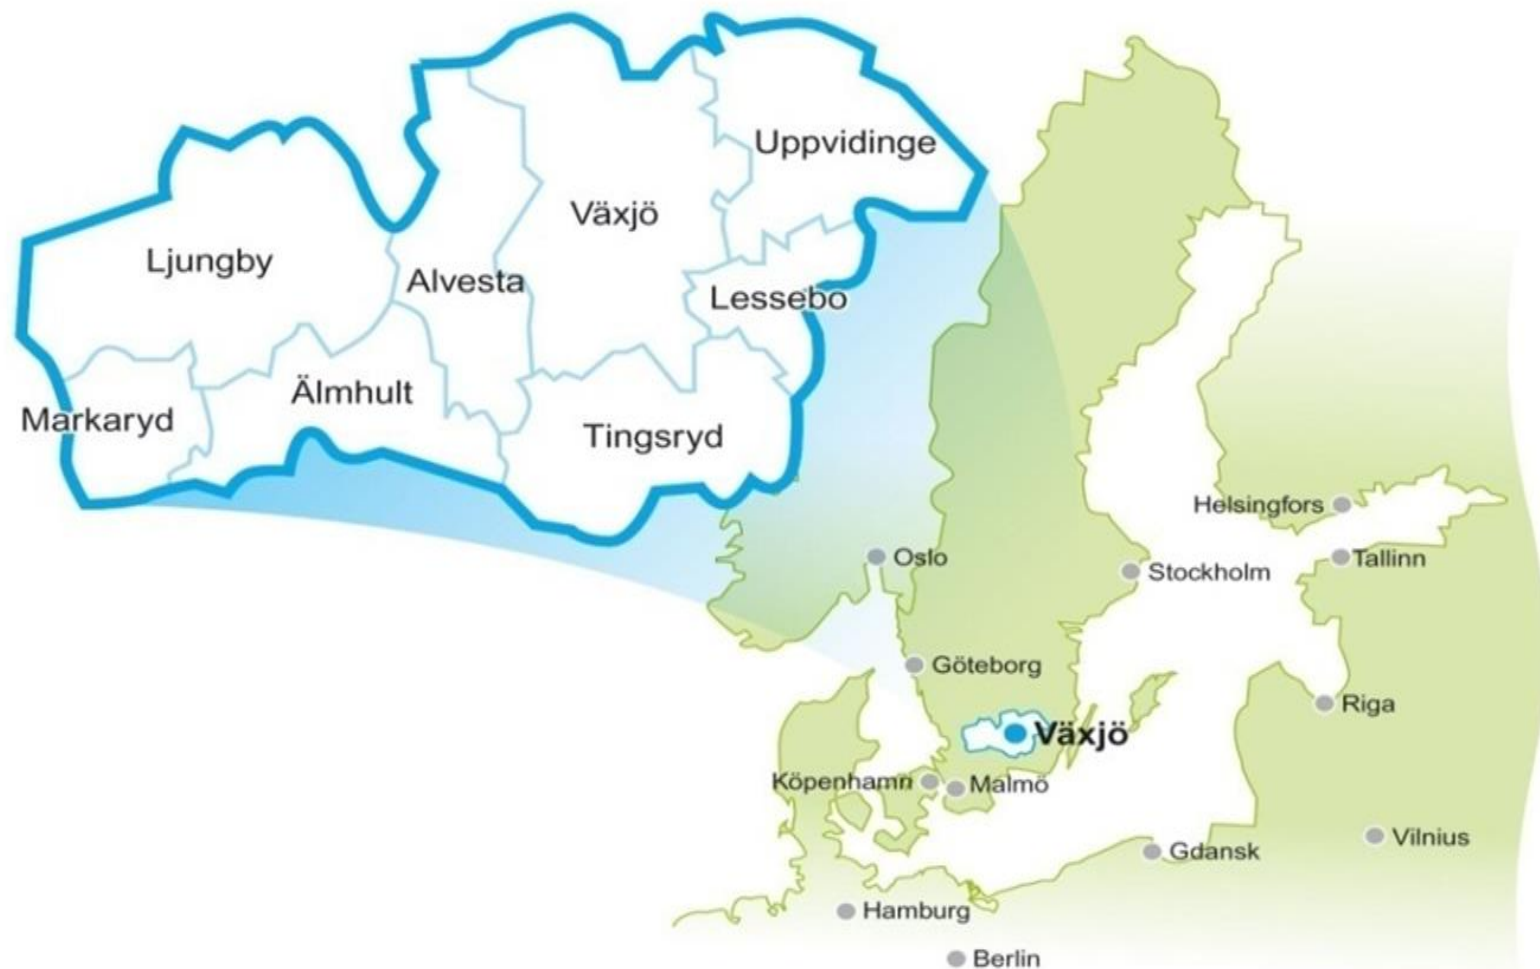 Uppvidinge
Växjö
Ljungby
Alvesta
Lessebo
Älmhult
Markaryd
Tingsryd
Helsingfors
Oslo
Tallinn
Stockholm
Göteborg
Riga
Växjö
Köpenhamn
Malmö
Vilnius
Gdansk
Hamburg
Berlin